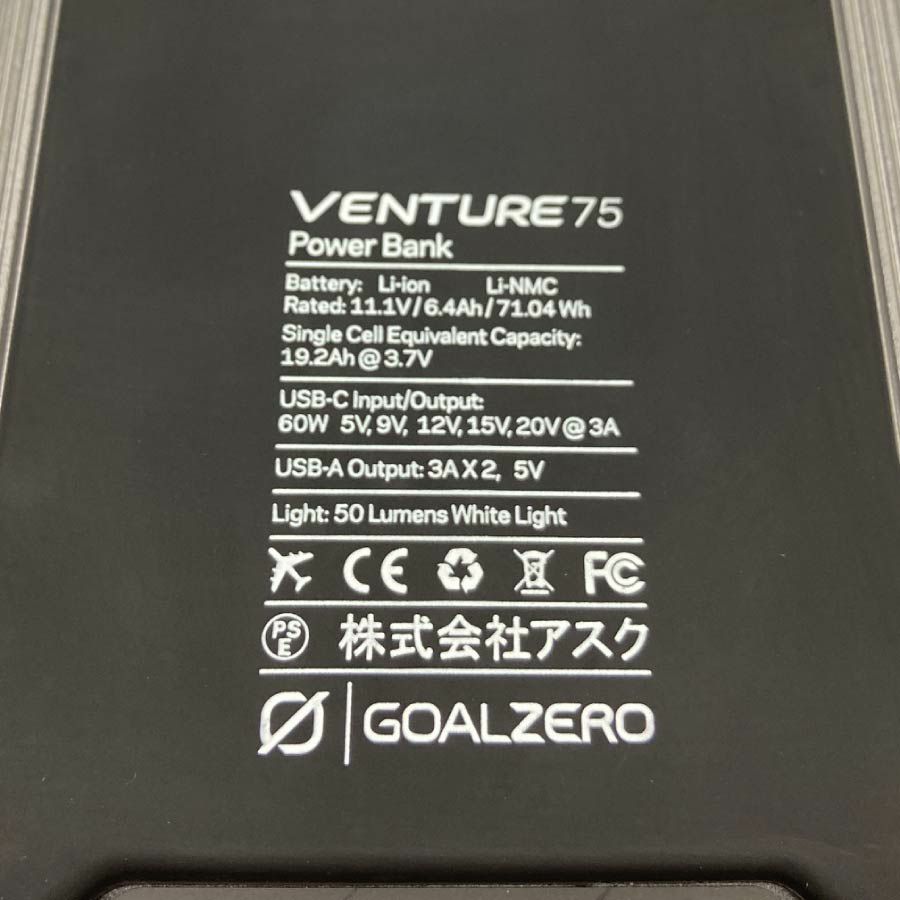 VENTURE 75
Power Bank
Battery: Li-ion Li-NMC
Rated: 11.1V/6.4Ah/71.04 Wh
Single Cell Equivalent Capacity:
19.2Ah @ 3.7V
USB-C Input/Output:
60W 5V, 9V, 12V, 15V, 20V @ 3A
USB-A Output: 3A X 2, 5V
Light: 50 Lumens White Light
CE FC
PSE 株式会社アスク
GOALZERO